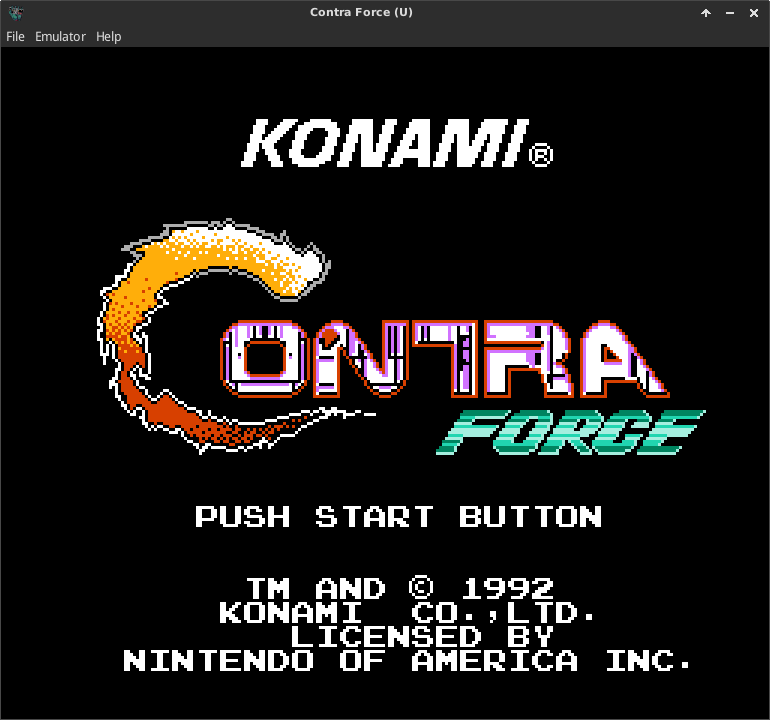 Contra Force (U)
File Emulator Help
KONAMI®
CONTRA
FORCE
PUSH START BUTTON
TM AND © 1992
KONAMI CO.,LTD.
LICENSED BY
NINTENDO OF AMERICA INC.